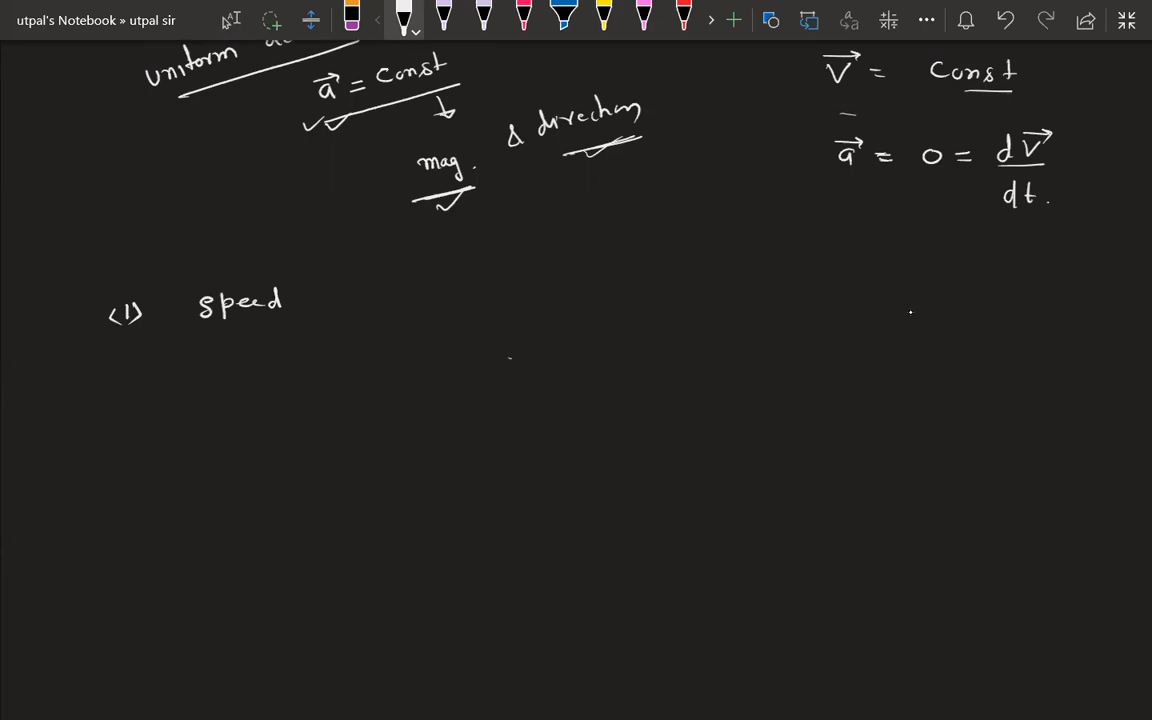 utpal's Notebook » utpal sir
uniform
a⃗ = const
mag. & direction
v⃗ = const
a⃗ = 0 = dv⃗/dt.
<1> speed